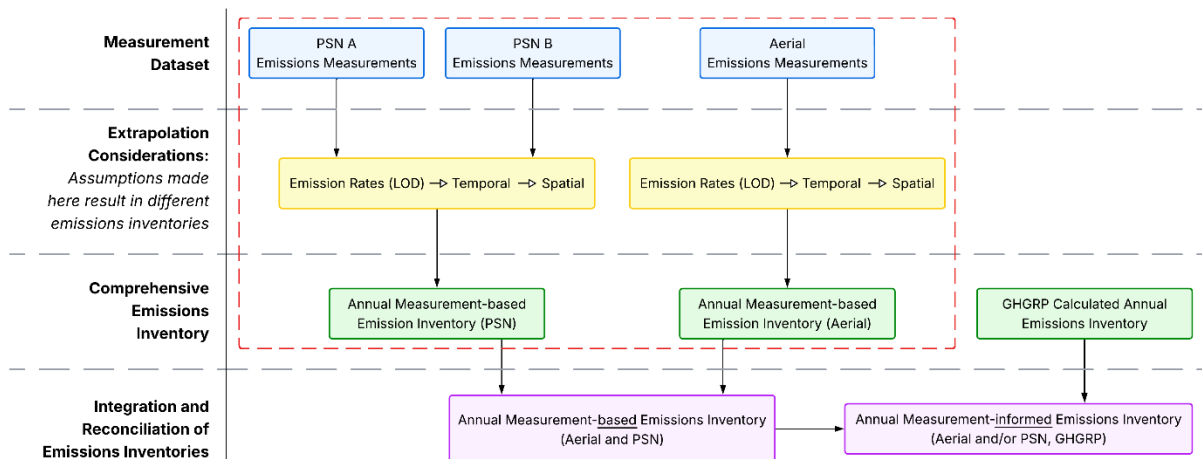 Measurement
Dataset
PSN A
Emissions Measurements
PSN B
Emissions Measurements
Aerial
Emissions Measurements
Extrapolation
Considerations:
Assumptions made
here result in different
emissions inventories
Emission Rates (LOD) → Temporal → Spatial
Emission Rates (LOD) → Temporal → Spatial
Comprehensive
Emissions
Inventory
Annual Measurement-based
Emission Inventory (PSN)
Annual Measurement-based
Emission Inventory (Aerial)
GHGRP Calculated Annual
Emissions Inventory
Integration and
Reconciliation of
Emissions Inventories
Annual Measurement-based Emissions Inventory
(Aerial and PSN)
Annual Measurement-informed Emissions Inventory
(Aerial and/or PSN, GHGRP)